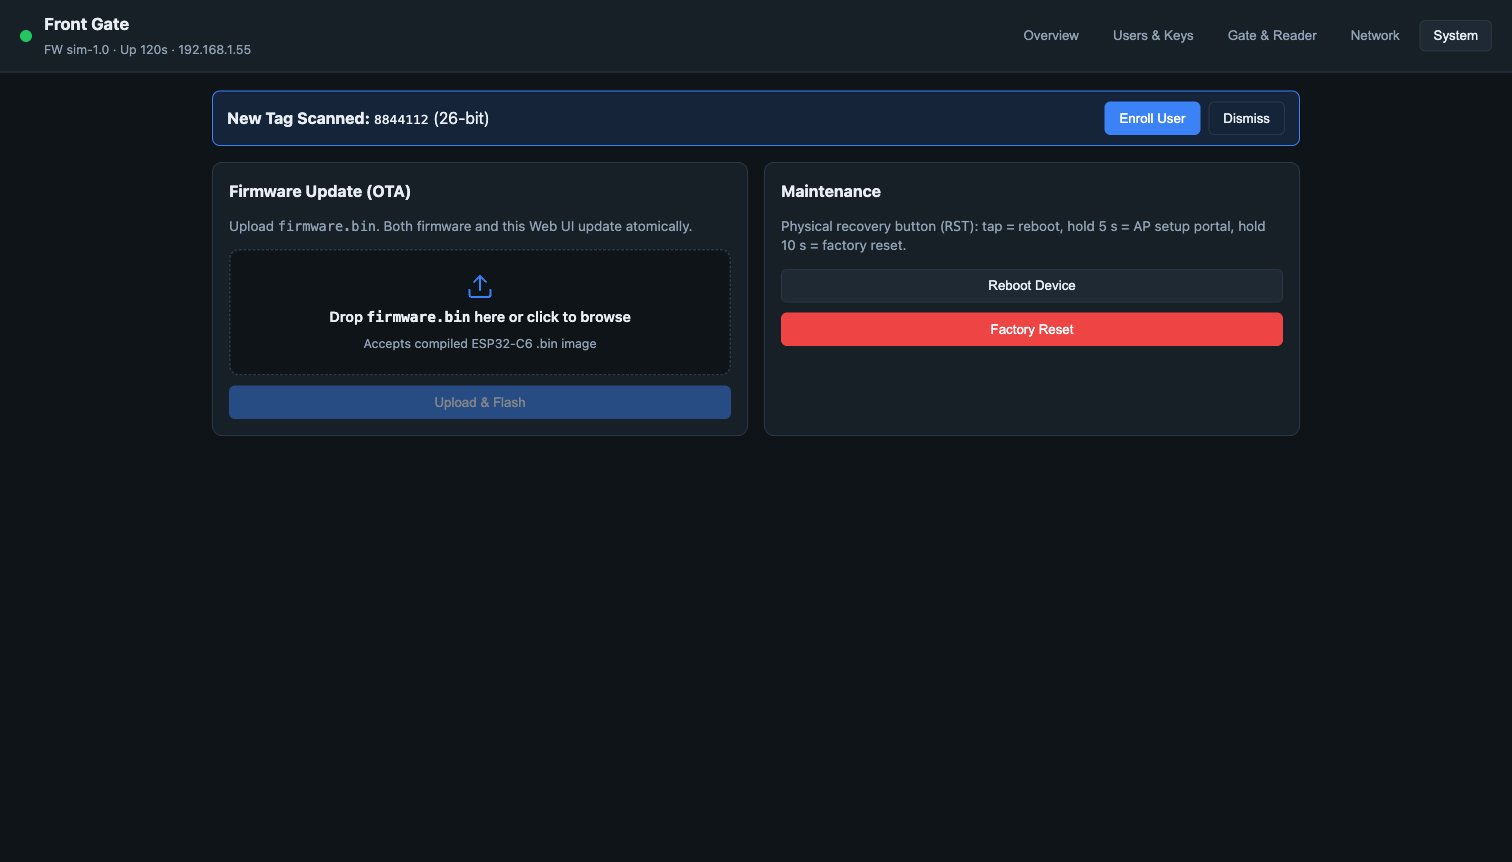 Front Gate
FW sim-1.0 · Up 120s · 192.168.1.55
Overview
Users & Keys
Gate & Reader
Network
System
New Tag Scanned: 8844112 (26-bit)
Enroll User
Dismiss
Firmware Update (OTA)
Upload firmware.bin. Both firmware and this Web UI update atomically.
Drop firmware.bin here or click to browse
Accepts compiled ESP32-C6 .bin image
Upload & Flash
Maintenance
Physical recovery button (RST): tap = reboot, hold 5 s = AP setup portal, hold
10 s = factory reset.
Reboot Device
Factory Reset